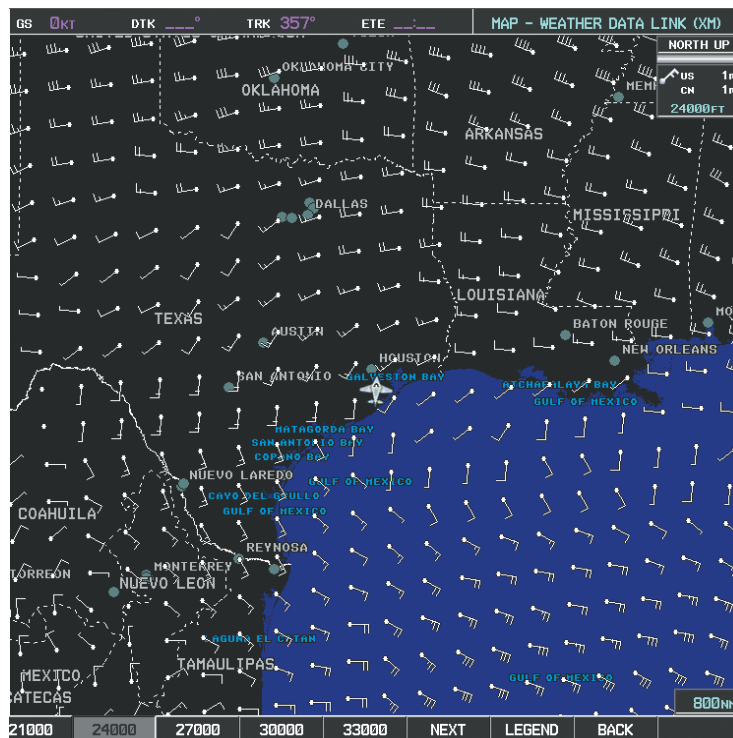 GS 0KT DTK ___° TRK 357° ETE __:__ MAP - WEATHER DATA LINK (XM)
NORTH UP
US 1
CN 1
24000FT
OKLAHOMA CITY
OKLAHOMA
ARKANSAS
DALLAS
MISSISSIPPI
LOUISIANA
TEXAS
BATON ROUGE
AUSTIN
HOUSTON
NEW ORLEANS
SAN ANTONIO
GALVESTON BAY
ATCHAFALAYA BAY
GULF OF MEXICO
MATAGORDA BAY
SAN ANTONIO BAY
COPANO BAY
NUEVO LAREDO
GULF OF MEXICO
CAYO DEL GRULLO
COAHUILA
GULF OF MEXICO
REYNOSA
MONTERREY
TORREON
NUEVO LEON
LAGUNA EL CATAN
TAMAULIPAS
MEXICO
GULF OF MEXICO
CATECAS
800NM
21000 24000 27000 30000 33000 NEXT LEGEND BACK